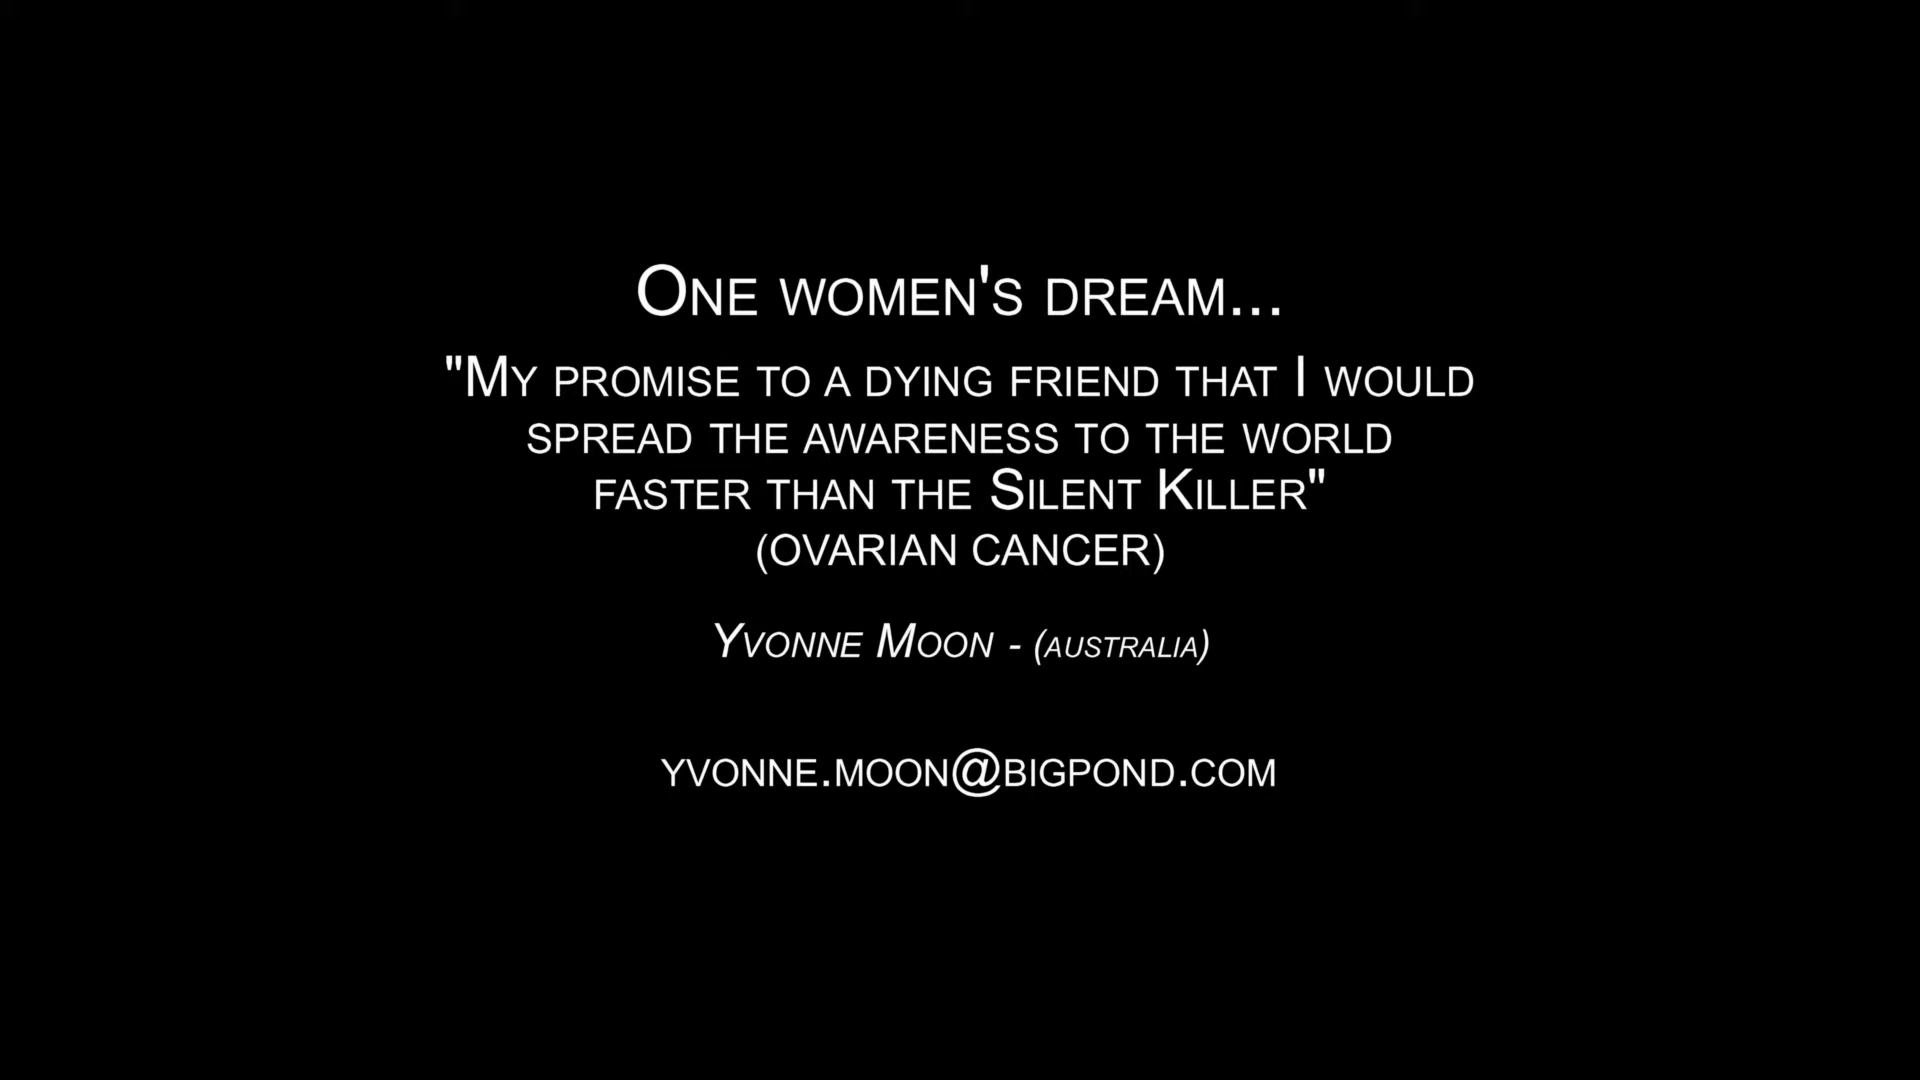 One women's dream...
"My promise to a dying friend that I would
spread the awareness to the world
faster than the Silent Killer"
(OVARIAN CANCER)
Yvonne Moon - (australia)
yvonne.moon@bigpond.com